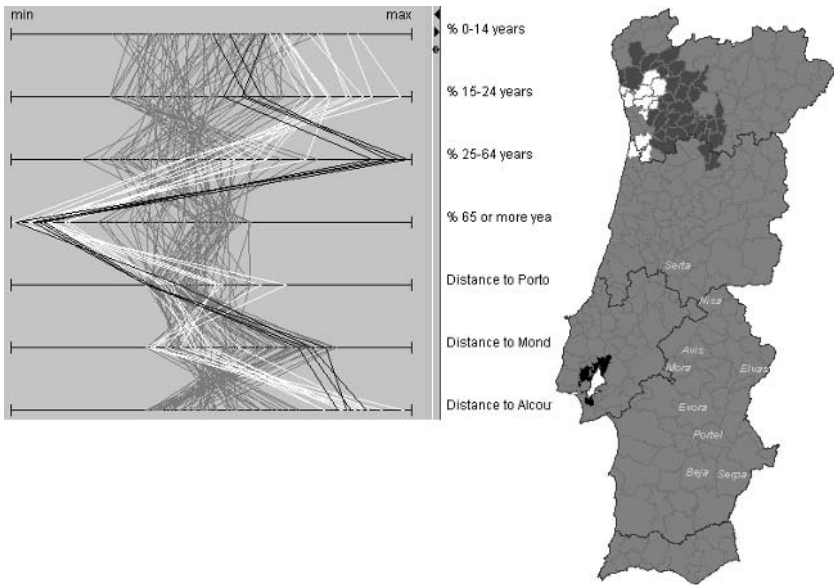 min max
% 0-14 years
% 15-24 years
% 25-64 years
% 65 or more yea
Distance to Porto
Distance to Mond
Distance to Alcou
Serta
Nisa
Avis
Mora
Elvas
Evora
Portel
Beja Serpa